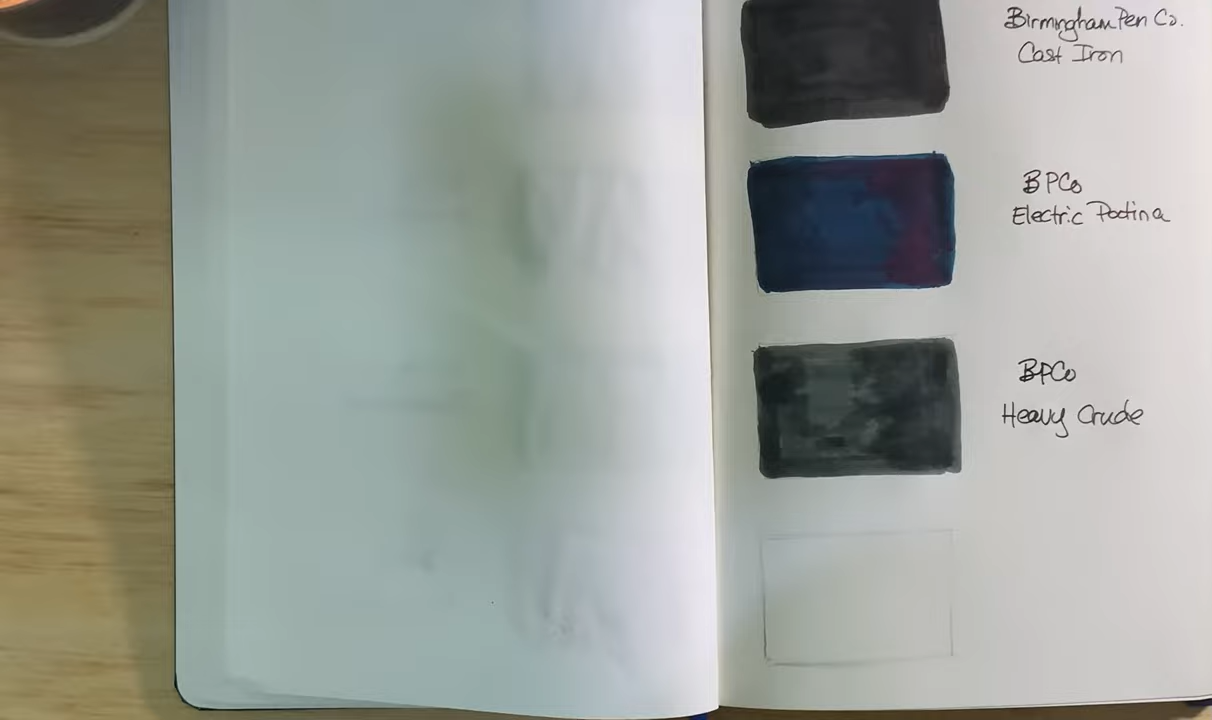 Birmingham Pen Co.
Cast Iron
BPCo
Electric Patina
BPCo
Heavy Crude